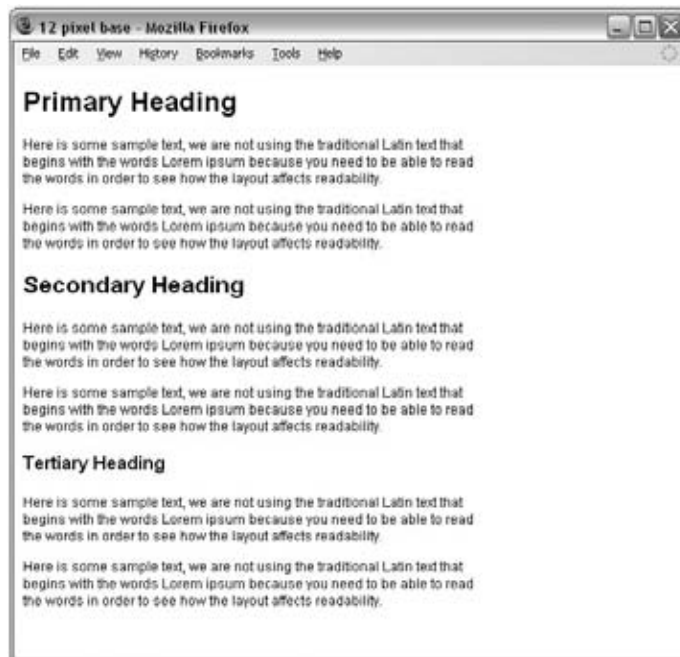 12 pixel base - Mozilla Firefox
File Edit View History Bookmarks Tools Help
Primary Heading
Here is some sample text, we are not using the traditional Latin text that
begins with the words Lorem ipsum because you need to be able to read
the words in order to see how the layout affects readability.
Here is some sample text, we are not using the traditional Latin text that
begins with the words Lorem ipsum because you need to be able to read
the words in order to see how the layout affects readability.
Secondary Heading
Here is some sample text, we are not using the traditional Latin text that
begins with the words Lorem ipsum because you need to be able to read
the words in order to see how the layout affects readability.
Here is some sample text, we are not using the traditional Latin text that
begins with the words Lorem ipsum because you need to be able to read
the words in order to see how the layout affects readability.
Tertiary Heading
Here is some sample text, we are not using the traditional Latin text that
begins with the words Lorem ipsum because you need to be able to read
the words in order to see how the layout affects readability.
Here is some sample text, we are not using the traditional Latin text that
begins with the words Lorem ipsum because you need to be able to read
the words in order to see how the layout affects readability.